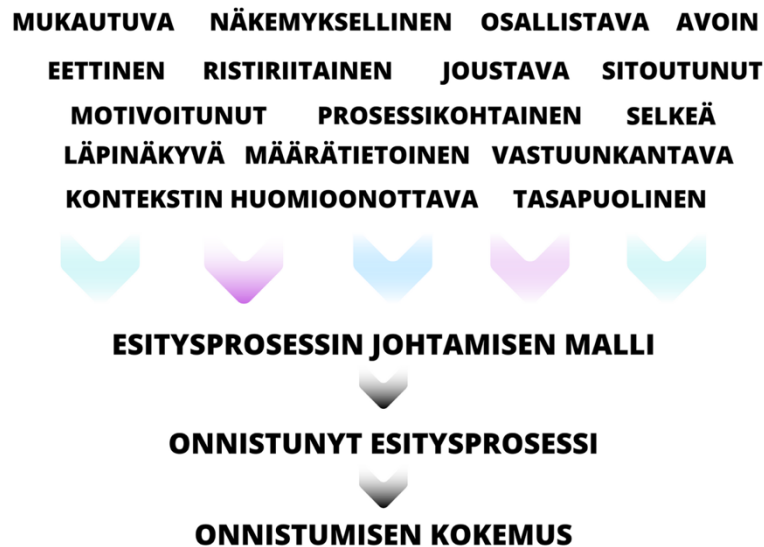 MUKAUTUVA NÄKEMYKSELLINEN OSALLISTAVA AVOIN
EETTINEN RISTIRIITAINEN JOUSTAVA SITOUTUNUT
MOTIVOITUNUT PROSESSIKOHTAINEN SELKEÄ
LÄPINÄKYVÄ MÄÄRÄTIETOINEN VASTUUNKANTAVA
KONTEKSTIN HUOMIOONOTTAVA TASAPUOLINEN
ESITYSPROSESSIN JOHTAMISEN MALLI
ONNISTUNYT ESITYSPROSESSI
ONNISTUMISEN KOKEMUS